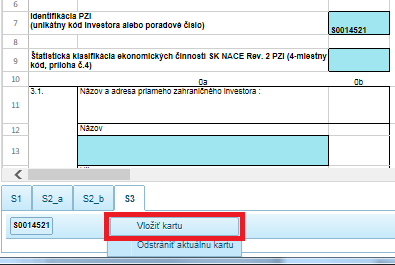 6
Identifikácia PZI
7
(unikátny kód investora alebo poradové číslo)
S0014521
8
Štatistická klasifikácia ekonomických činností SK NACE Rev. 2 PZI (4-miestny
9
kód, príloha č.4)
10
0a
0b
3.1.
Názov a adresa priameho zahraničného investora :
11
12
Názov
13
S1
S2_a
S2_b
S3
S0014521
Vložiť kartu
Odstrániť aktuálnu kartu